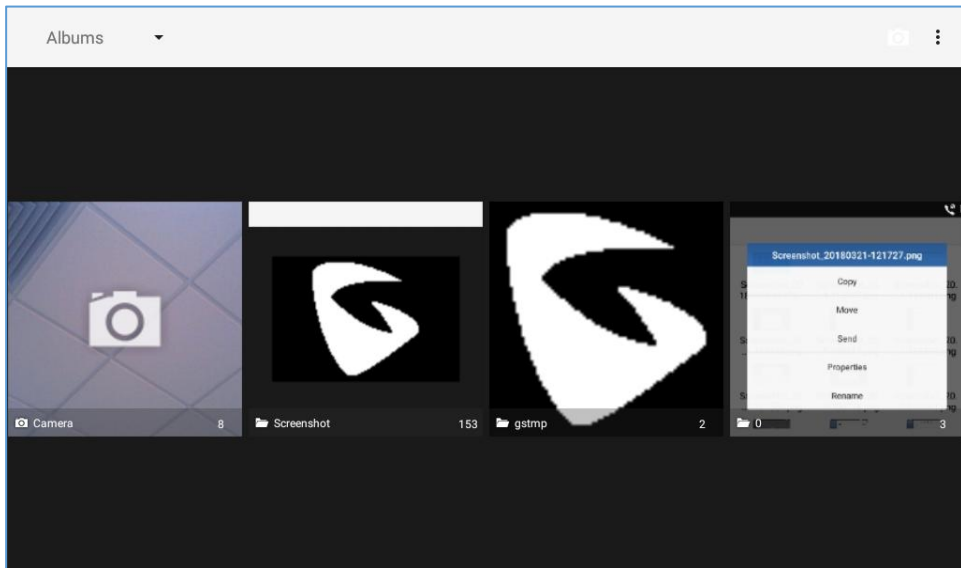 Albums
Screenshot_20180321-121727.png
Copy
Move
Send
Properties
Rename
Camera 8
Screenshot 153
gstmp 2
0 3